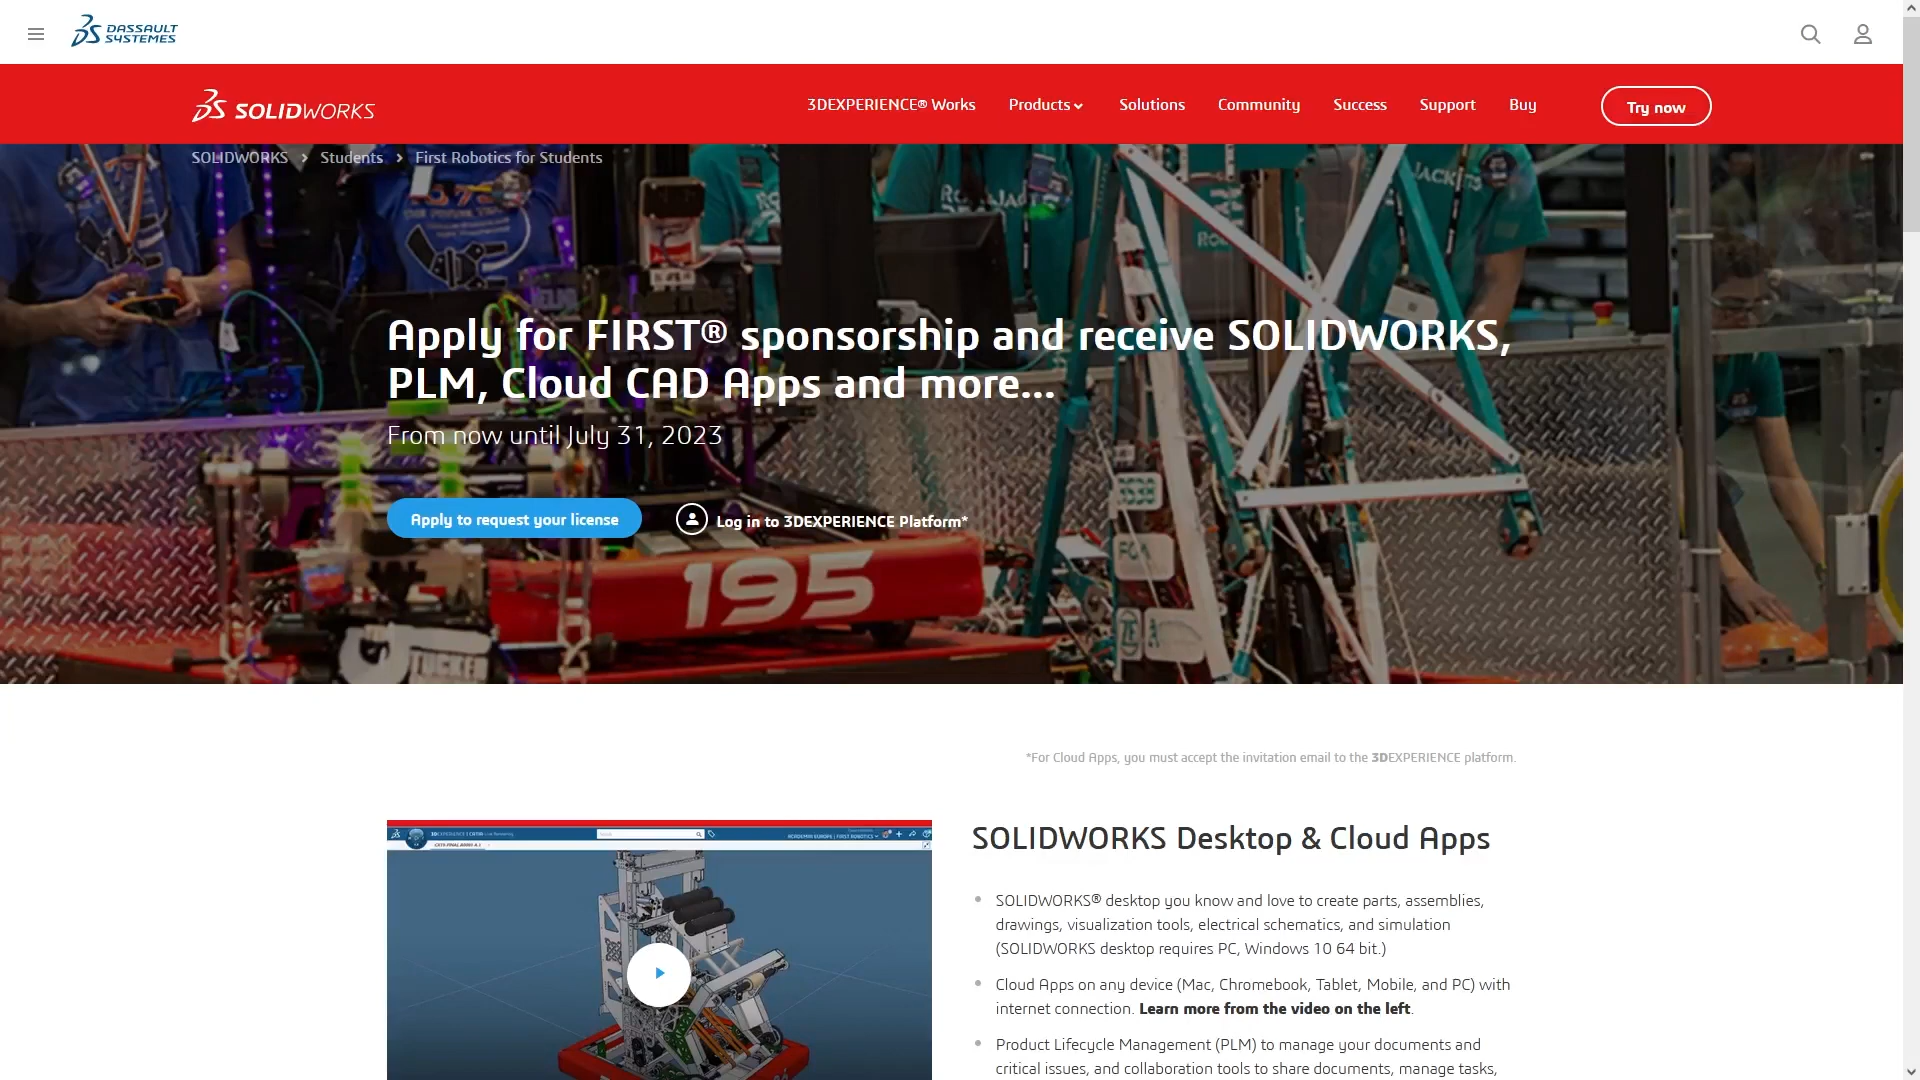 DASSAULT
SYSTEMES
SOLIDWORKS
3DEXPERIENCE® Works
Products
Solutions
Community
Success
Support
Buy
Try now
SOLIDWORKS > Students > First Robotics for Students
Apply for FIRST® sponsorship and receive SOLIDWORKS,
PLM, Cloud CAD Apps and more...
From now until July 31, 2023
Apply to request your license
Log in to 3DEXPERIENCE Platform*
195
TUCKER
*For Cloud Apps, you must accept the invitation email to the 3DEXPERIENCE platform.
SOLIDWORKS Desktop & Cloud Apps
SOLIDWORKS® desktop you know and love to create parts, assemblies,
drawings, visualization tools, electrical schematics, and simulation
(SOLIDWORKS desktop requires PC, Windows 10 64 bit.)
Cloud Apps on any device (Mac, Chromebook, Tablet, Mobile, and PC) with
internet connection. Learn more from the video on the left.
Product Lifecycle Management (PLM) to manage your documents and
critical issues, and collaboration tools to share documents, manage tasks,